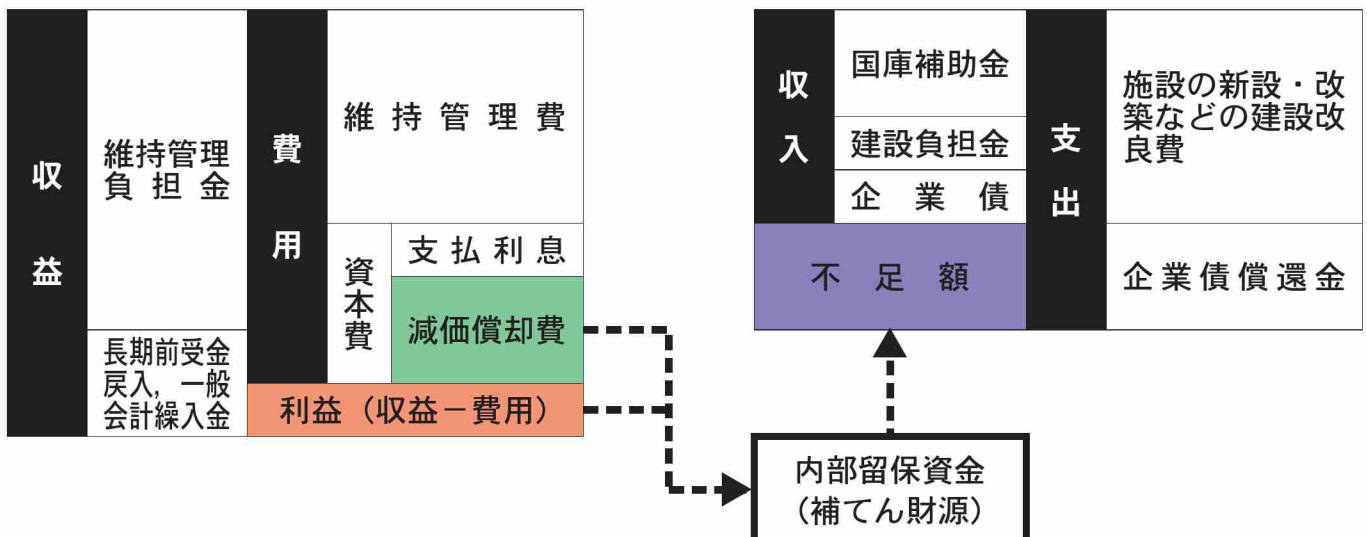 収益
維持管理
負担金
長期前受金
戻入，一般
会計繰入金
費用
維持管理費
資本費
支払利息
減価償却費
利益（収益－費用）
収入
国庫補助金
建設負担金
企業債
不足額
支出
施設の新設・改
築などの建設改
良費
企業債償還金
内部留保資金
（補てん財源）